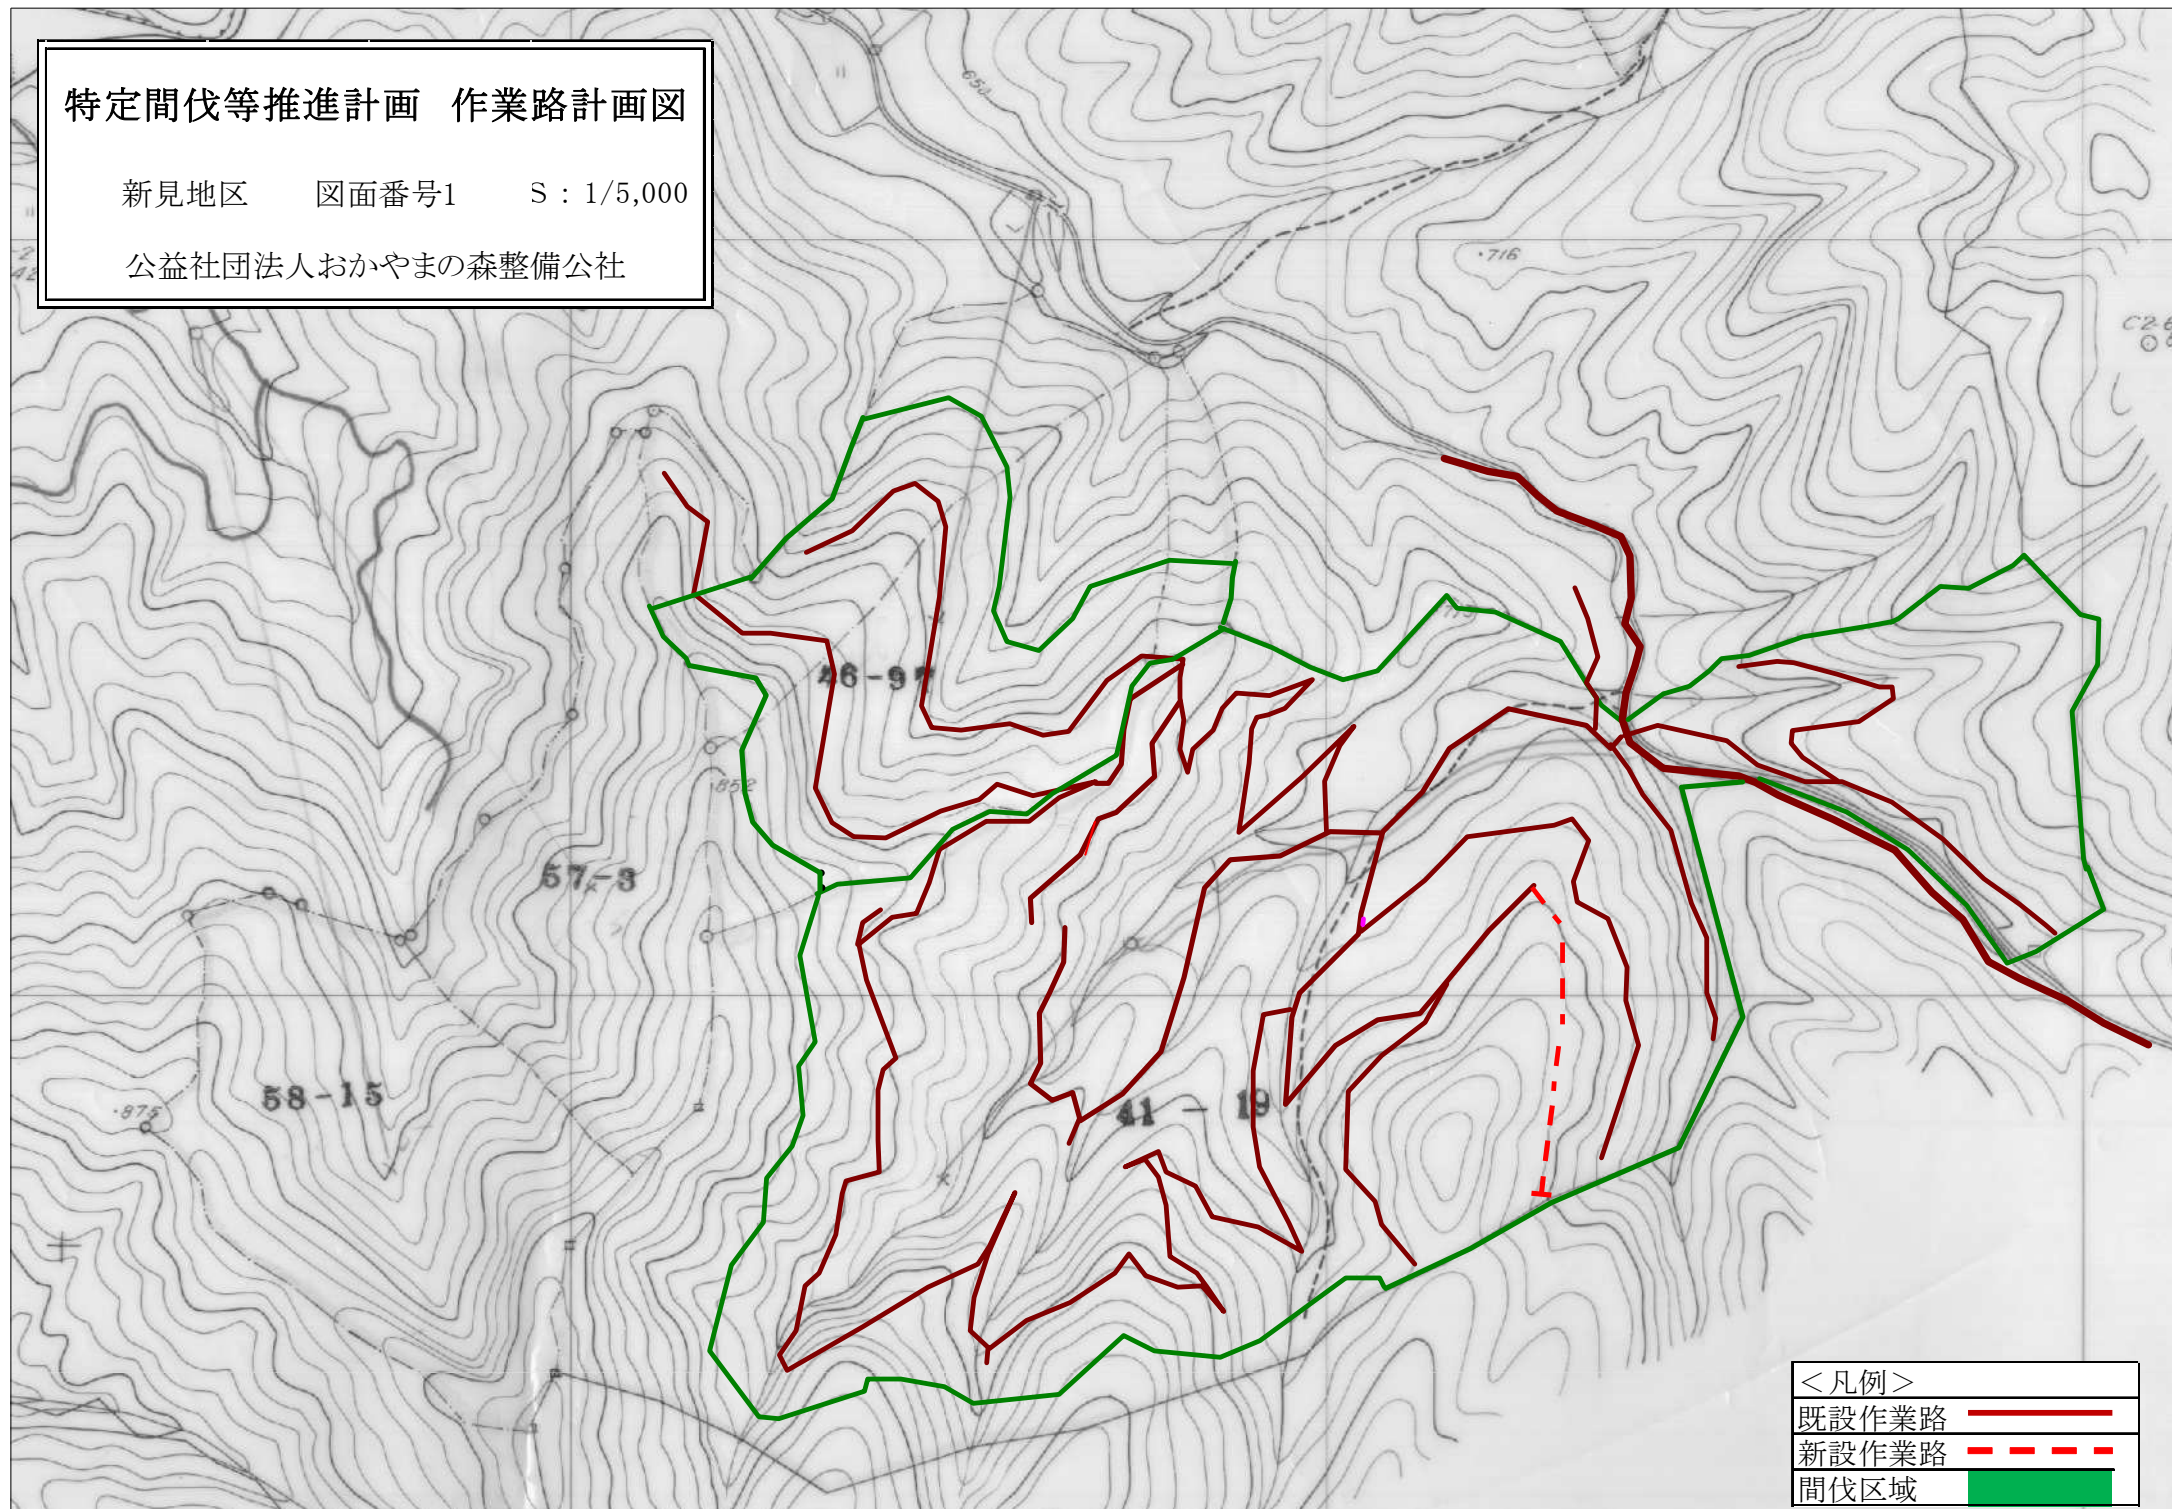 特定間伐等推進計画 作業路計画図
新見地区 図面番号1 S：1/5,000
公益社団法人おかやまの森整備公社
650
・716
46-97
・852
57-3
58-15
・875
41-19
＜凡例＞
既設作業路
新設作業路
間伐区域